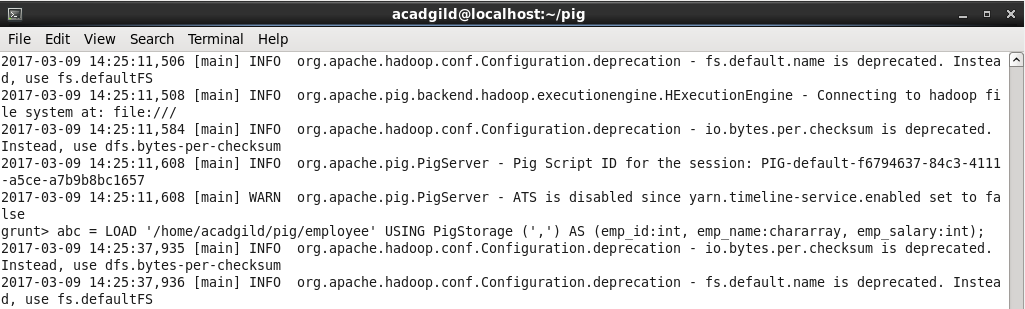 acadgild@localhost:~/pig
File Edit View Search Terminal Help
2017-03-09 14:25:11,506 [main] INFO  org.apache.hadoop.conf.Configuration.deprecation - fs.default.name is deprecated. Instea
d, use fs.defaultFS
2017-03-09 14:25:11,508 [main] INFO  org.apache.pig.backend.hadoop.executionengine.HExecutionEngine - Connecting to hadoop fi
le system at: file:///
2017-03-09 14:25:11,584 [main] INFO  org.apache.hadoop.conf.Configuration.deprecation - io.bytes.per.checksum is deprecated.
Instead, use dfs.bytes-per-checksum
2017-03-09 14:25:11,608 [main] INFO  org.apache.pig.PigServer - Pig Script ID for the session: PIG-default-f6794637-84c3-4111
-a5ce-a7b9b8bc1657
2017-03-09 14:25:11,608 [main] WARN  org.apache.pig.PigServer - ATS is disabled since yarn.timeline-service.enabled set to fa
lse
grunt> abc = LOAD '/home/acadgild/pig/employee' USING PigStorage (',') AS (emp_id:int, emp_name:chararray, emp_salary:int);
2017-03-09 14:25:37,935 [main] INFO  org.apache.hadoop.conf.Configuration.deprecation - io.bytes.per.checksum is deprecated.
Instead, use dfs.bytes-per-checksum
2017-03-09 14:25:37,936 [main] INFO  org.apache.hadoop.conf.Configuration.deprecation - fs.default.name is deprecated. Instea
d, use fs.defaultFS